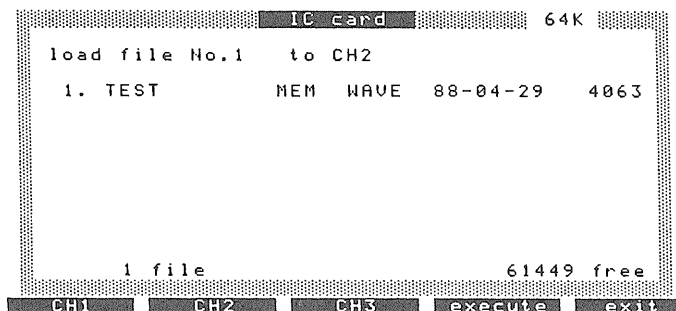 IC card 64K
load file No.1 to CH2
1. TEST MEM WAVE 88-04-29 4063
1 file 61449 free
CH1 CH2 CH3 execute exit